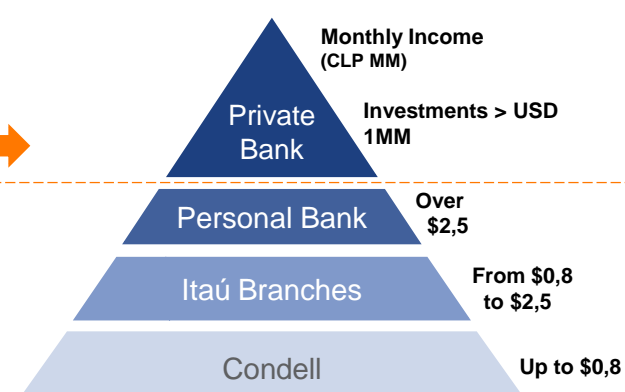 Monthly Income
(CLP MM)
Private
Bank
Investments > USD
1MM
Personal Bank
Over
$2,5
Itaú Branches
From $0,8
to $2,5
Condell
Up to $0,8